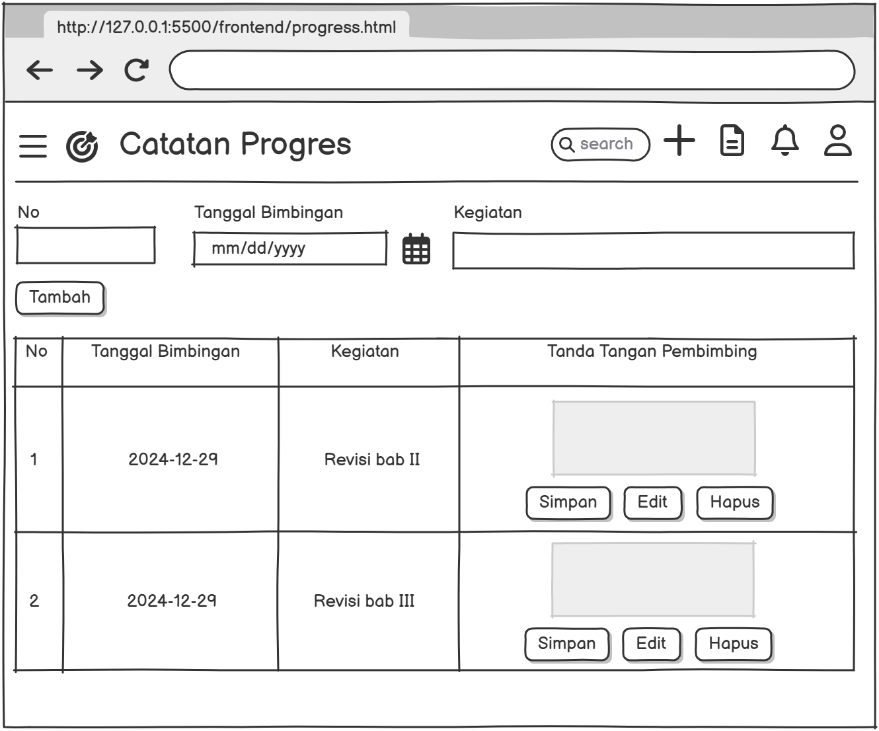 http://127.0.0.1:5500/frontend/progress.html
Catatan Progres
search
No
Tanggal Bimbingan
Kegiatan
mm/dd/yyyy
Tambah
No
Tanggal Bimbingan
Kegiatan
Tanda Tangan Pembimbing
1
2024-12-29
Revisi bab II
Simpan
Edit
Hapus
2
2024-12-29
Revisi bab III
Simpan
Edit
Hapus